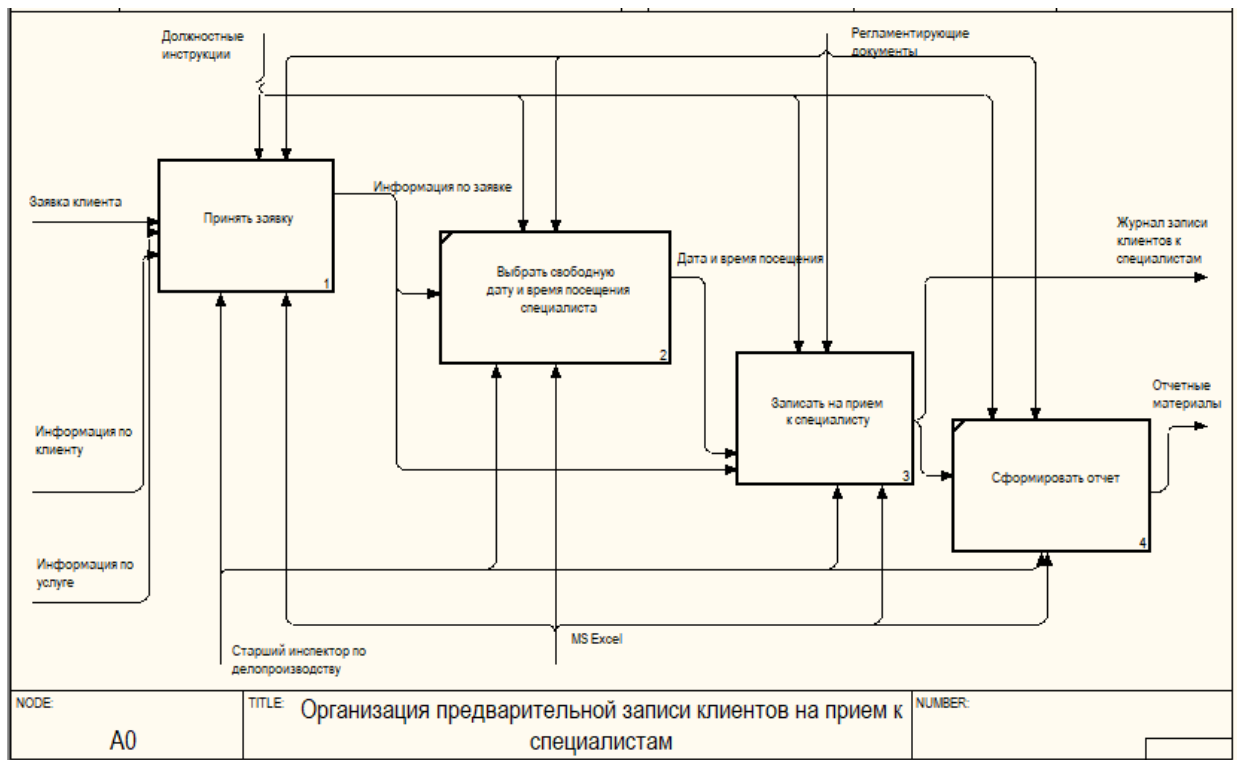 Должностные
инструкции
Регламентирующие
документы
Заявка клиента
Принять заявку
1
Информация по заявке
Выбрать свободную
дату и время посещения
специалиста
2
Дата и время посещения
Журнал записи
клиентов к
специалистам
Записать на прием
к специалисту
3
Отчетные
материалы
Сформировать отчет
4
Информация по
клиенту
Информация по
услуге
Старший инспектор по
делопроизводству
MS Excel
NODE:
A0
TITLE:
Организация предварительной записи клиентов на прием к
специалистам
NUMBER: